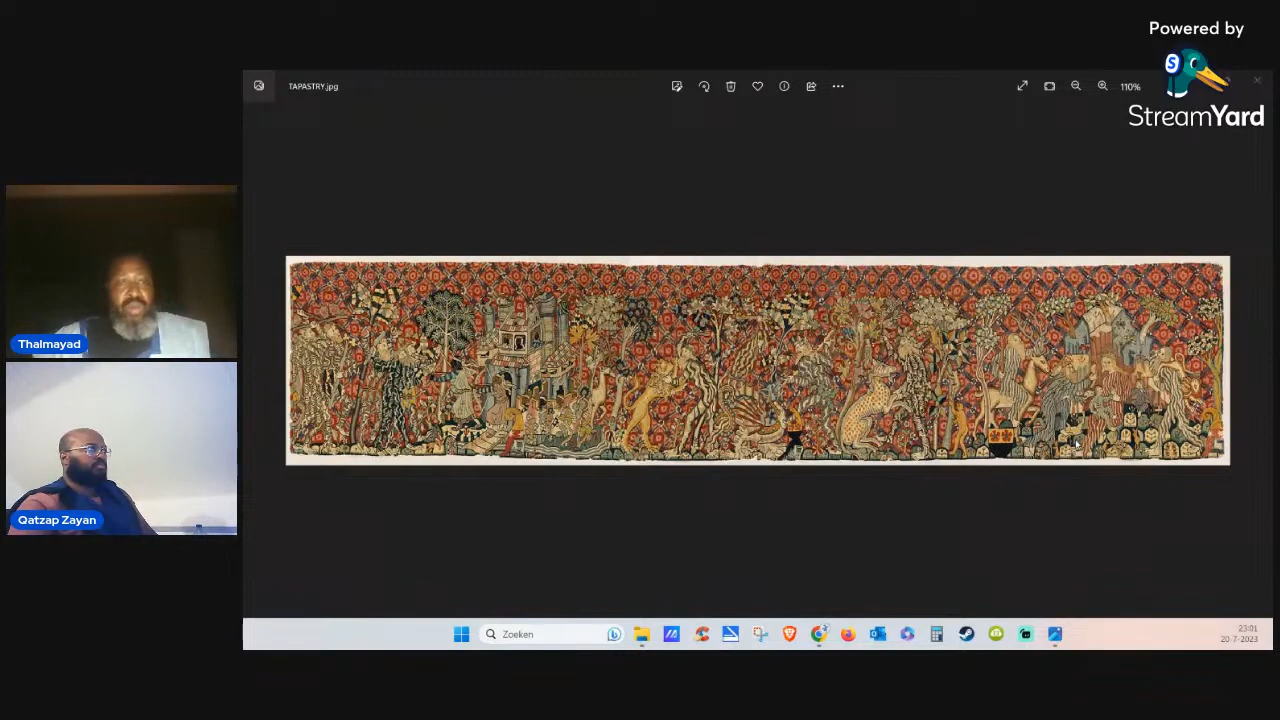 Powered by
StreamYard
TAPASTRY.jpg
110%
Thalmayad
Qatzap Zayan
Zoeken
23:01
20-7-2023